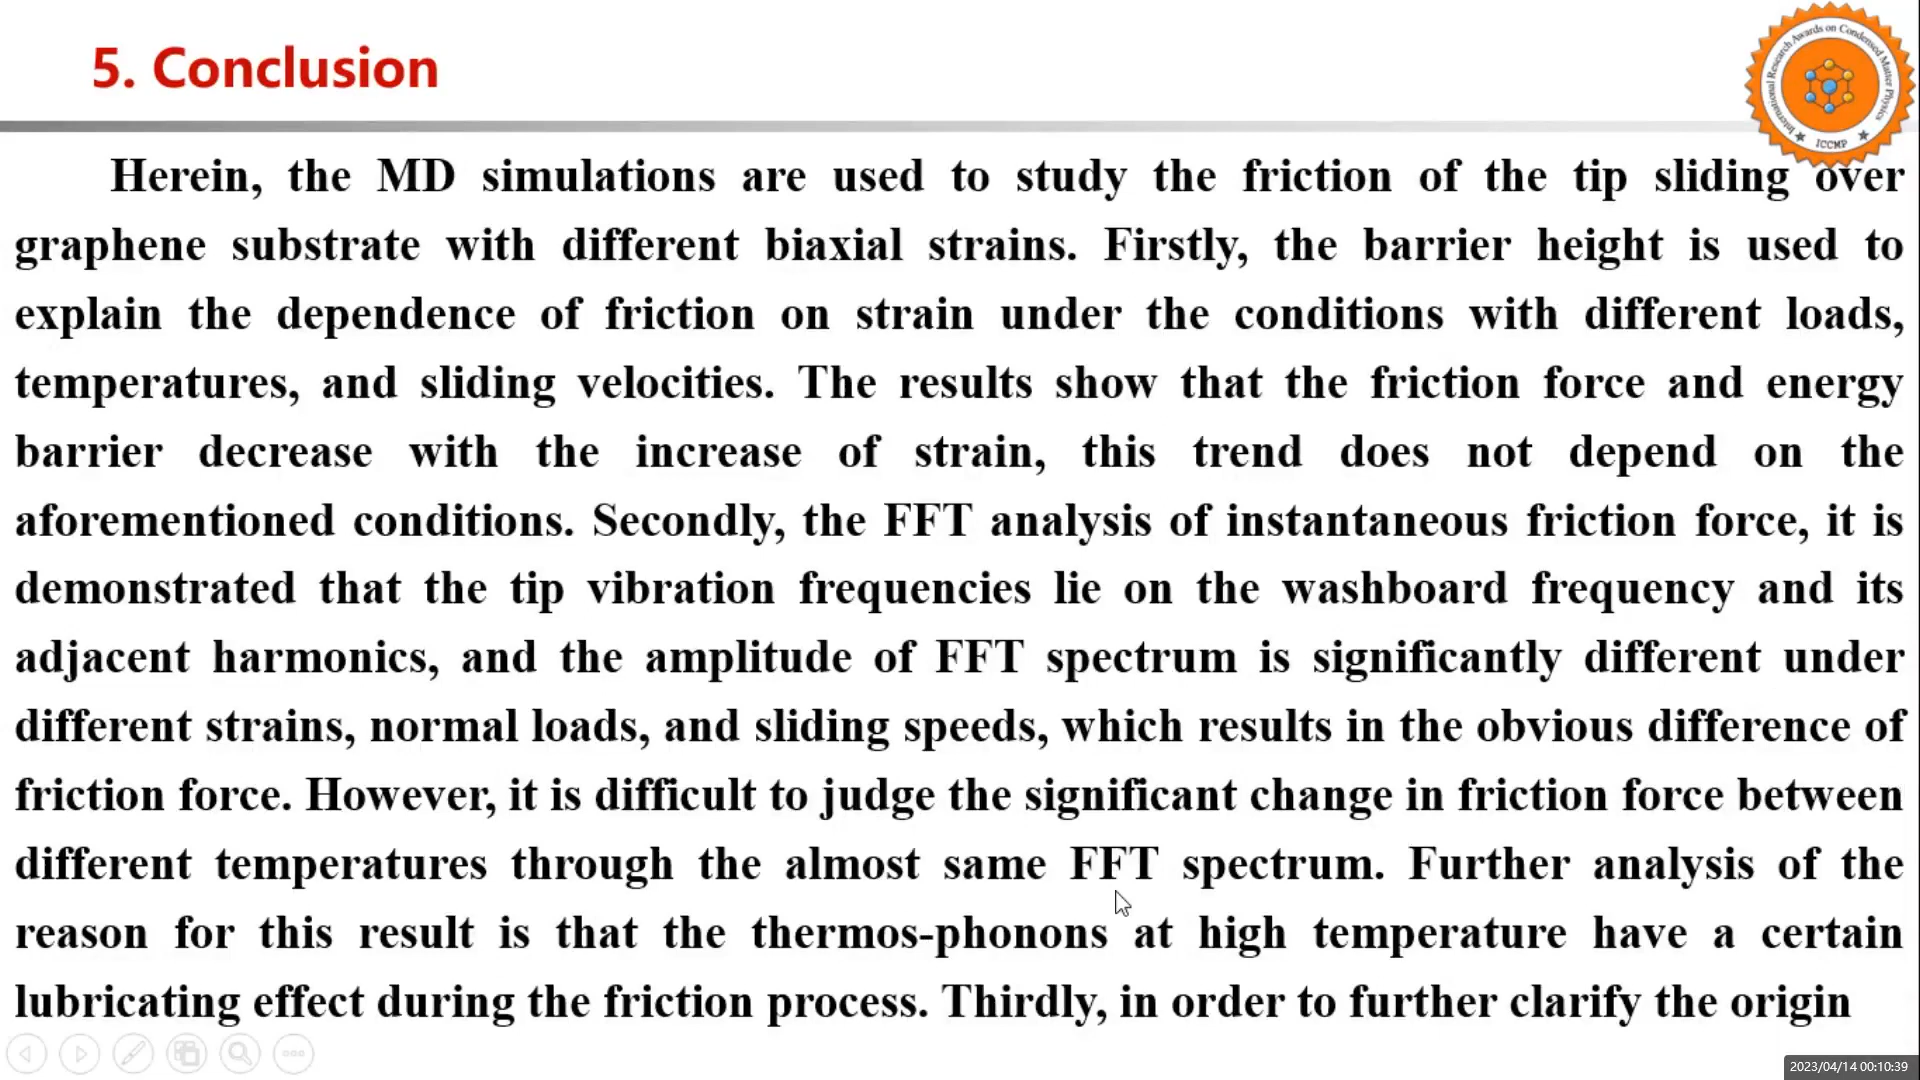 5. Conclusion
International Research Awards on Condensed Matter Physics
ICCMP
Herein, the MD simulations are used to study the friction of the tip sliding over
graphene substrate with different biaxial strains. Firstly, the barrier height is used to
explain the dependence of friction on strain under the conditions with different loads,
temperatures, and sliding velocities. The results show that the friction force and energy
barrier decrease with the increase of strain, this trend does not depend on the
aforementioned conditions. Secondly, the FFT analysis of instantaneous friction force, it is
demonstrated that the tip vibration frequencies lie on the washboard frequency and its
adjacent harmonics, and the amplitude of FFT spectrum is significantly different under
different strains, normal loads, and sliding speeds, which results in the obvious difference of
friction force. However, it is difficult to judge the significant change in friction force between
different temperatures through the almost same FFT spectrum. Further analysis of the
reason for this result is that the thermos-phonons at high temperature have a certain
lubricating effect during the friction process. Thirdly, in order to further clarify the origin
2023/04/14 00:10:39